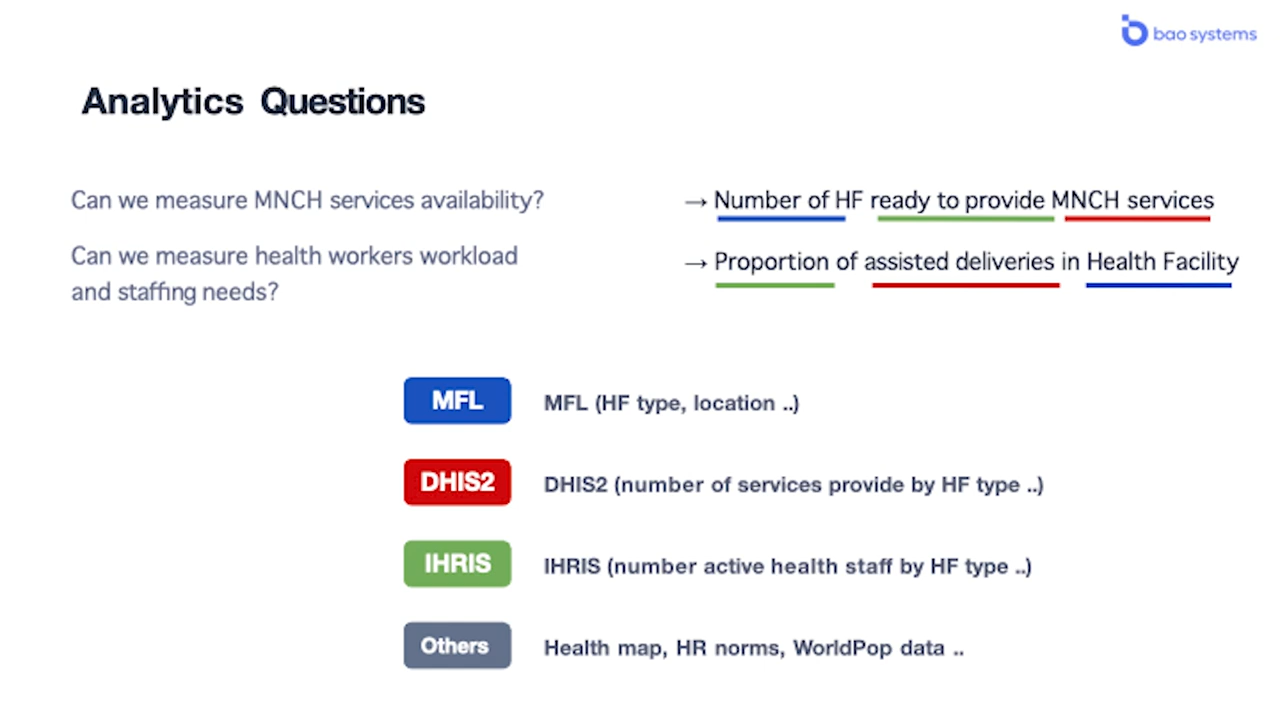 bao systems
Analytics Questions
Can we measure MNCH services availability?
→ Number of HF ready to provide MNCH services
Can we measure health workers workload
and staffing needs?
→ Proportion of assisted deliveries in Health Facility
MFL
MFL (HF type, location ..)
DHIS2
DHIS2 (number of services provide by HF type ..)
IHRIS
IHRIS (number active health staff by HF type ..)
Others
Health map, HR norms, WorldPop data ..